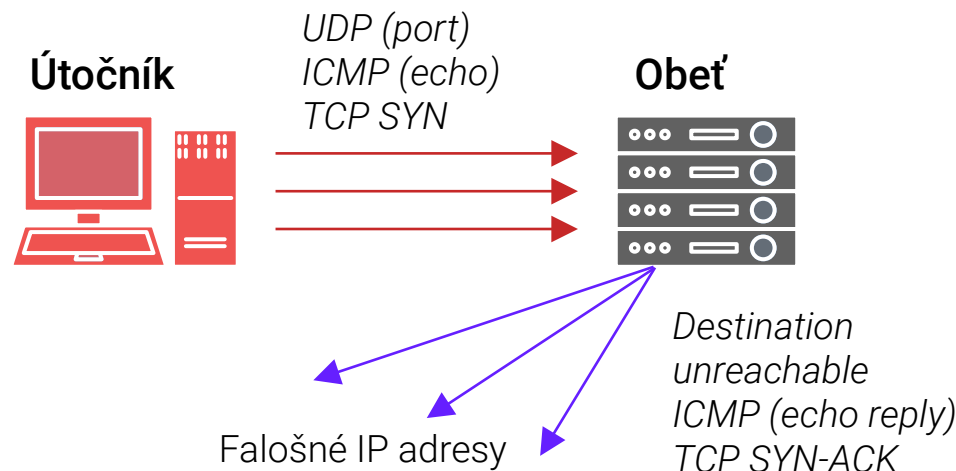 UDP (port)
ICMP (echo)
TCP SYN
Útočník
Obeť
Destination
unreachable
ICMP (echo reply)
TCP SYN-ACK
Falošné IP adresy